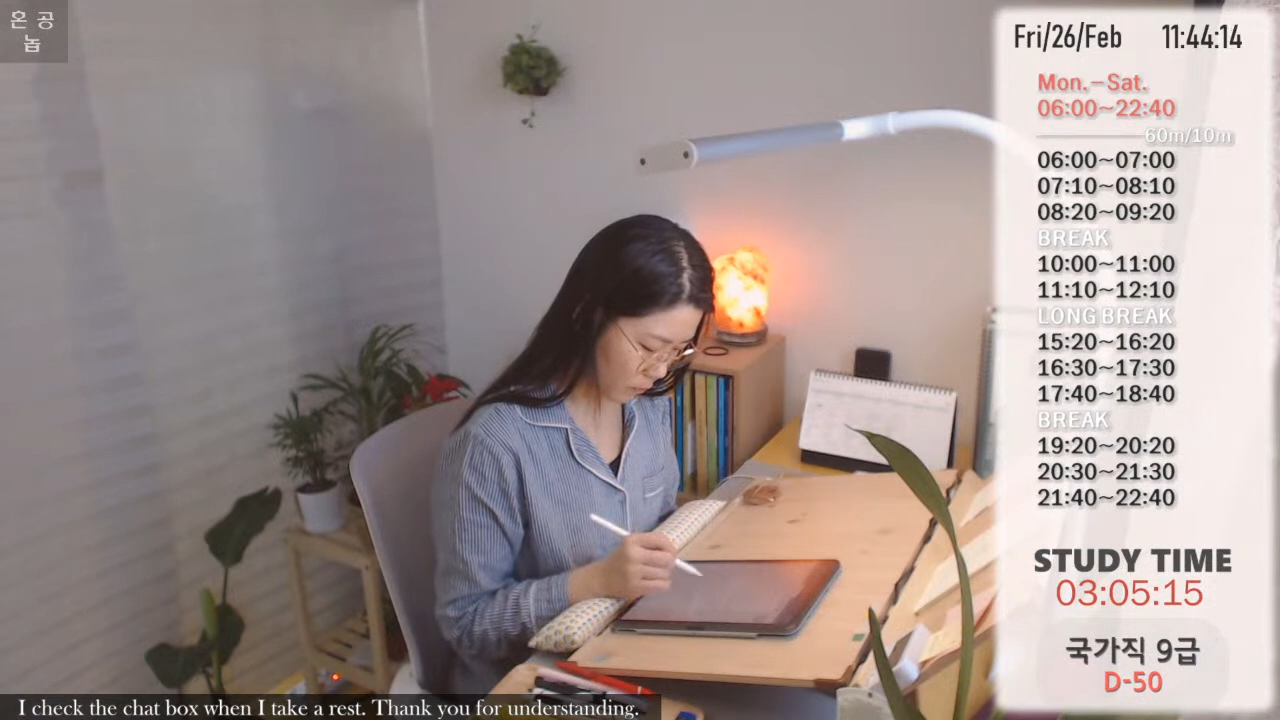 혼 공
놉
Fri/26/Feb 11:44:14
Mon.-Sat.
06:00~22:40
60m/10m
06:00~07:00
07:10~08:10
08:20~09:20
BREAK
10:00~11:00
11:10~12:10
LONG BREAK
15:20~16:20
16:30~17:30
17:40~18:40
BREAK
19:20~20:20
20:30~21:30
21:40~22:40
STUDY TIME
03:05:15
국가직 9급
D-50
I check the chat box when I take a rest. Thank you for understanding.